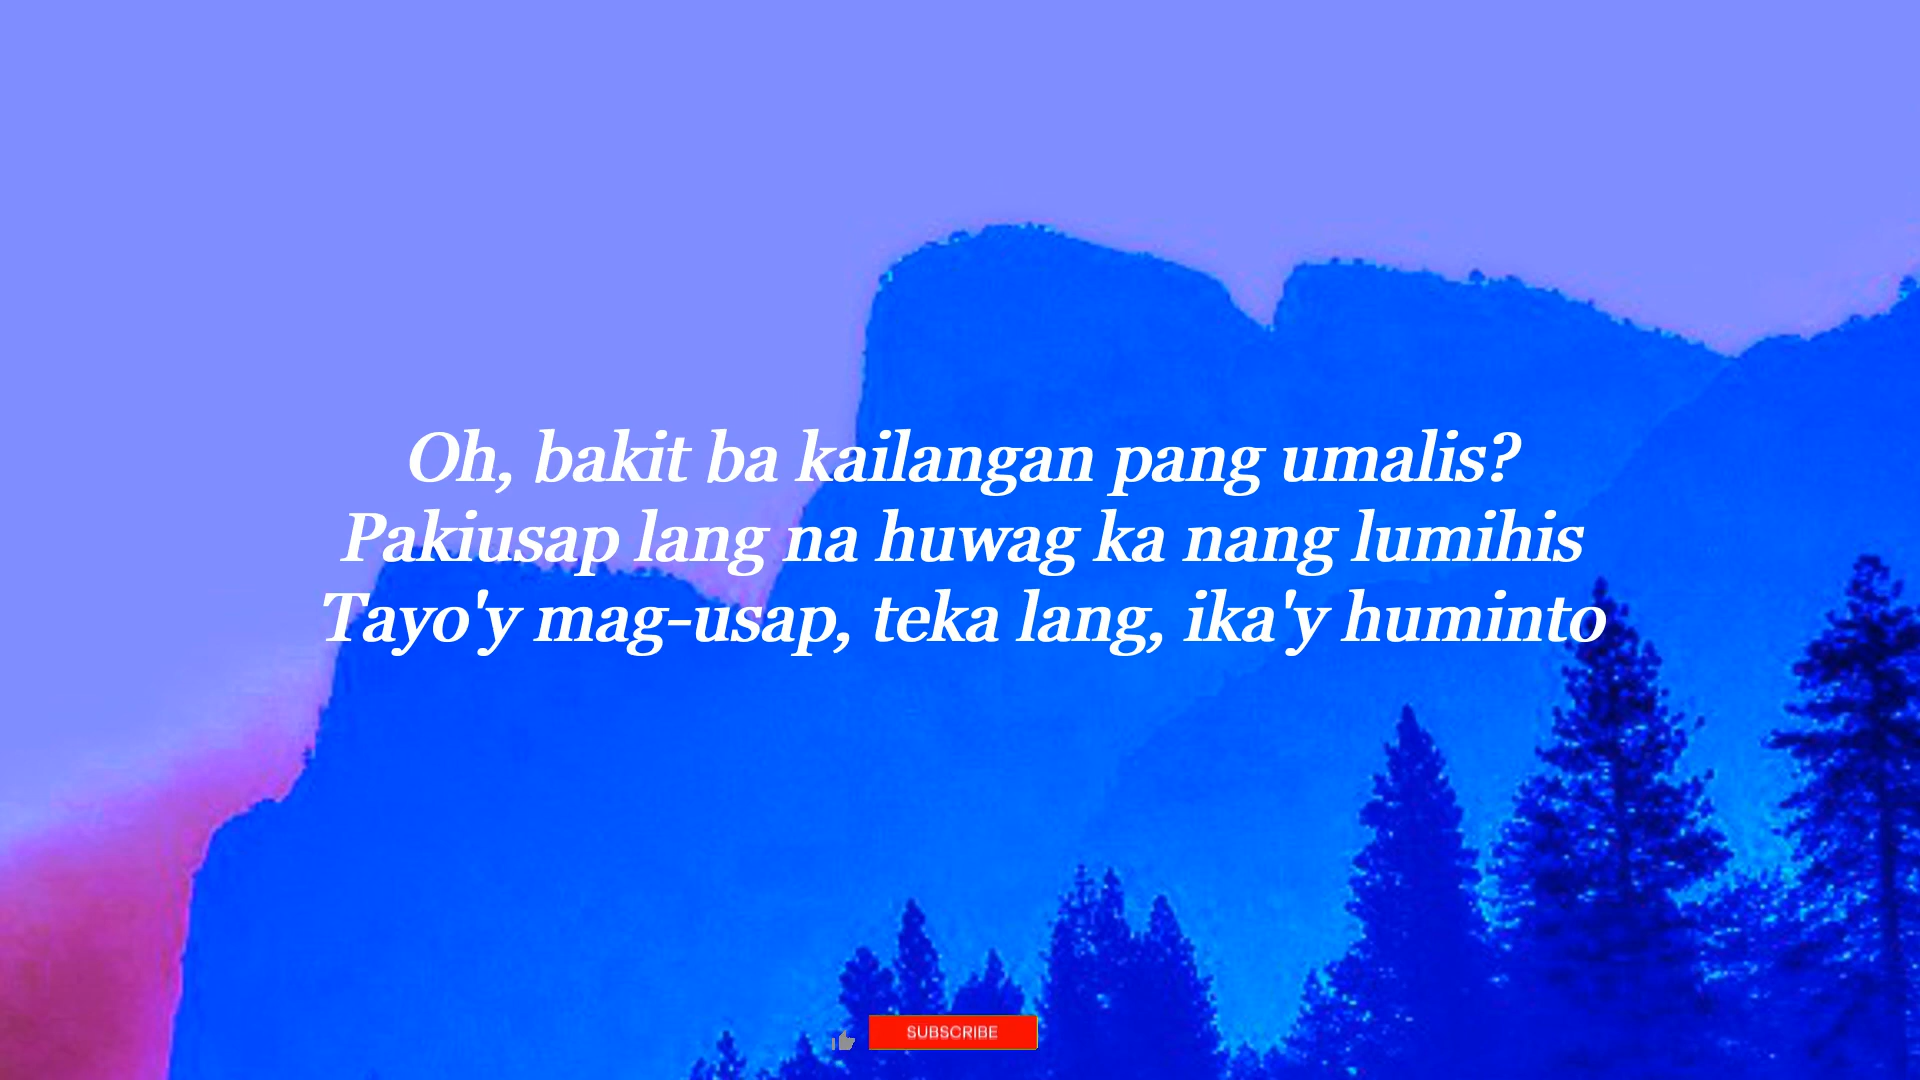 Oh, bakit ba kailangan pang umalis?
Pakiusap lang na huwag ka nang lumihis
Tayo'y mag-usap, teka lang, ika'y huminto
SUBSCRIBE